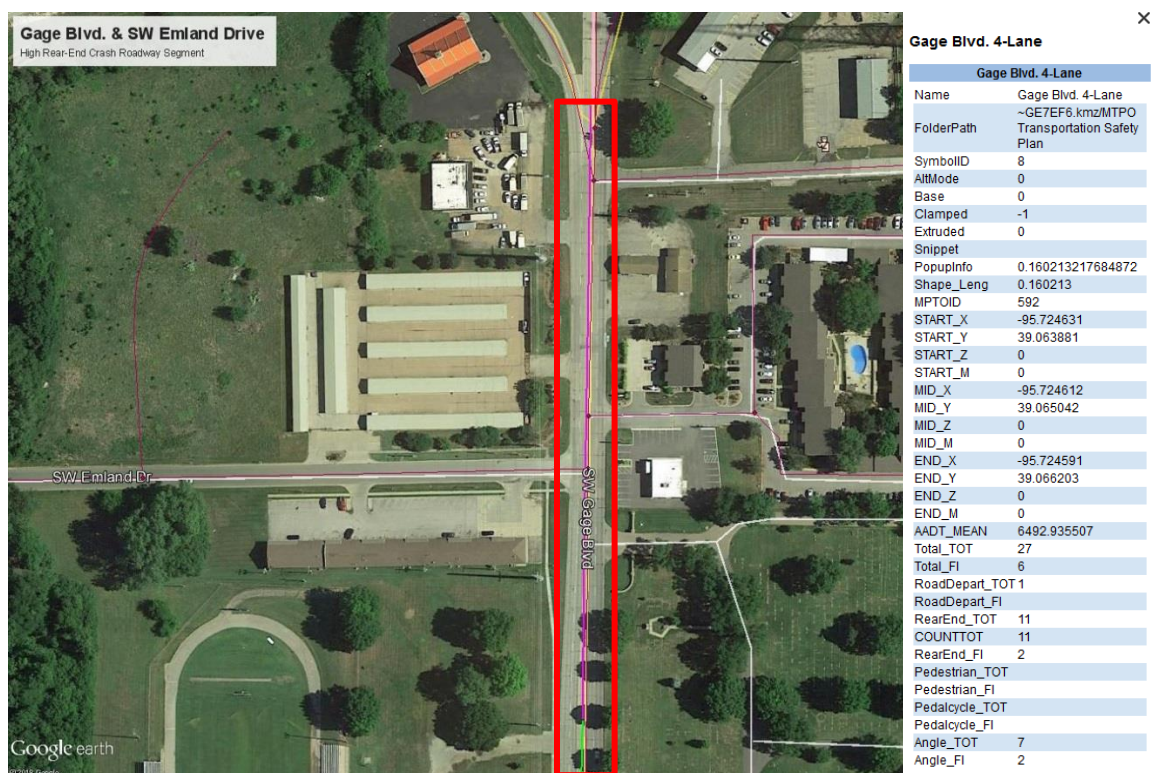 Gage Blvd. & SW Emland Drive
High Rear-End Crash Roadway Segment
SW Emland Dr
SW Gage Blvd
Google earth
Gage Blvd. 4-Lane
Gage Blvd. 4-Lane
Name Gage Blvd. 4-Lane
FolderPath ~GE7EF6.kmz/MTPO
Transportation Safety
Plan
SymbolID 8
AltMode 0
Base 0
Clamped -1
Extruded 0
Snippet
PopupInfo 0.160213217684872
Shape_Leng 0.160213
MPTOID 592
START_X -95.724631
START_Y 39.063881
START_Z 0
START_M 0
MID_X -95.724612
MID_Y 39.065042
MID_Z 0
MID_M 0
END_X -95.724591
END_Y 39.066203
END_Z 0
END_M 0
AADT_MEAN 6492.935507
Total_TOT 27
Total_FI 6
RoadDepart_TOT 1
RoadDepart_FI
RearEnd_TOT 11
COUNTTOT 11
RearEnd_FI 2
Pedestrian_TOT
Pedestrian_FI
Pedalcycle_TOT
Pedalcycle_FI
Angle_TOT 7
Angle_FI 2